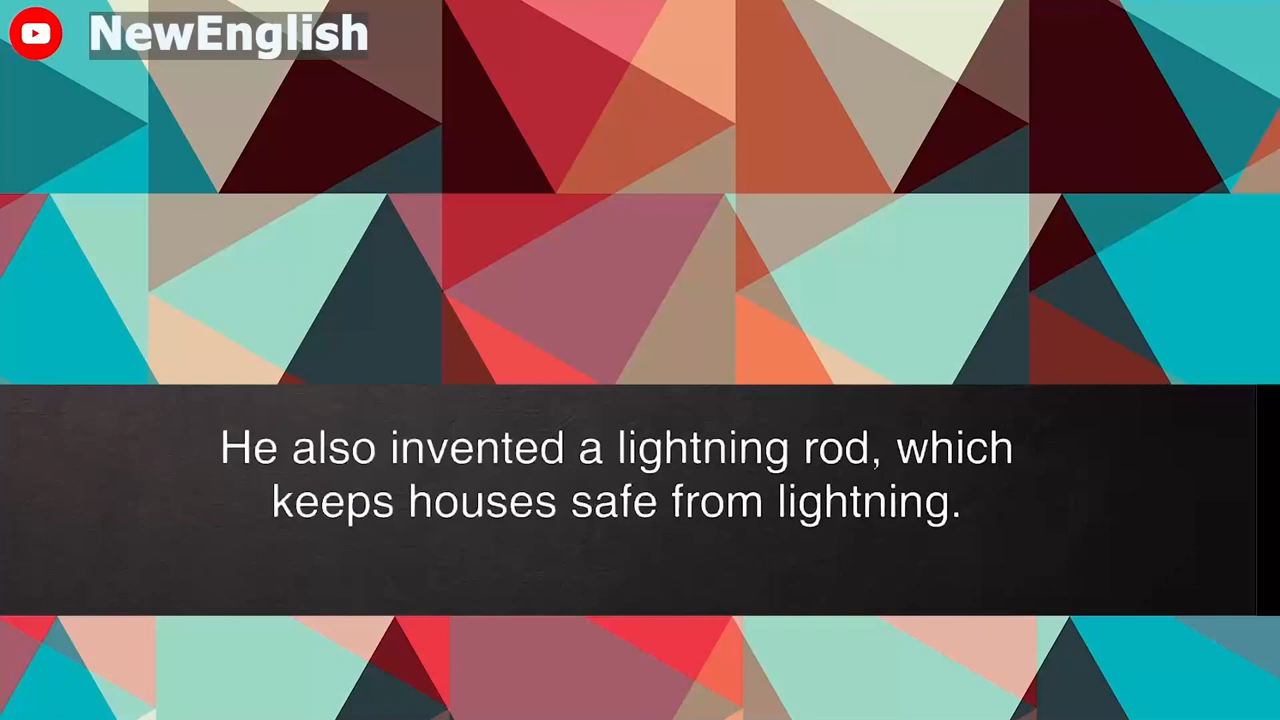 NewEnglish
He also invented a lightning rod, which
keeps houses safe from lightning.